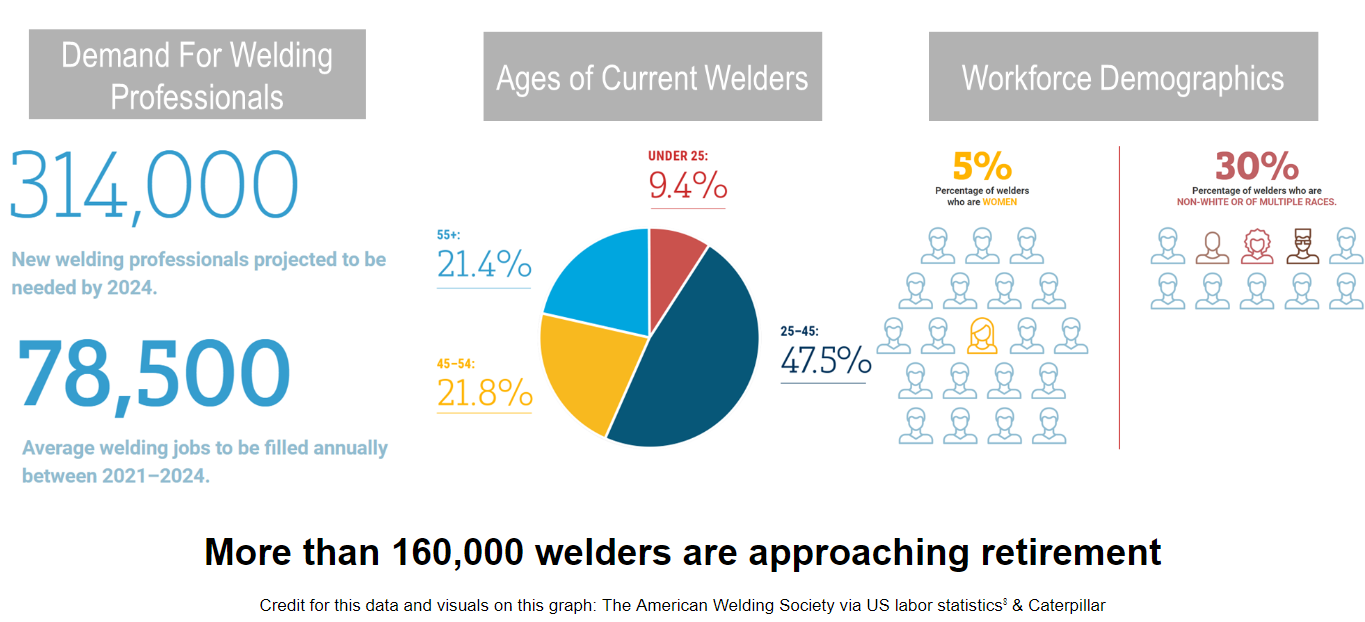 Demand For Welding
Professionals
314,000
New welding professionals projected to be
needed by 2024.
78,500
Average welding jobs to be filled annually
between 2021–2024.
Ages of Current Welders
UNDER 25:
9.4%
55+:
21.4%
25–45:
47.5%
45–54:
21.8%
Workforce Demographics
5%
Percentage of welders
who are WOMEN
30%
Percentage of welders who are
NON-WHITE OR OF MULTIPLE RACES.
More than 160,000 welders are approaching retirement
Credit for this data and visuals on this graph: The American Welding Society via US labor statistics & Caterpillar